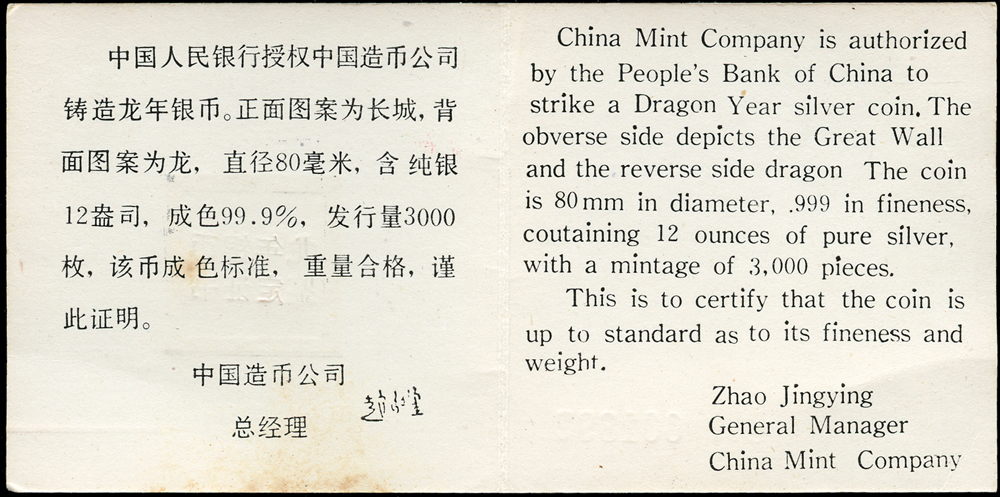 中国人民银行授权中国造币公司
铸造龙年银币。正面图案为长城，背
面图案为龙， 直径80毫米，含 纯银
12盎司，成色99.9%， 发行量3000
枚，该币成 色标准， 重量合格，谨
此证明。
中国造币公司
总经理
China Mint Company is authorized
by the People's Bank of China to
strike a Dragon Year silver coin. The
obverse side depicts the Great Wall
and the reverse side dragon The coin
is 80mm in diameter, .999 in fineness,
coutaining 12 ounces of pure silver,
with a mintage of 3,000 pieces.
This is to certify that the coin is
up to standard as to its fineness and
weight.
Zhao Jingying
General Manager
China Mint Company